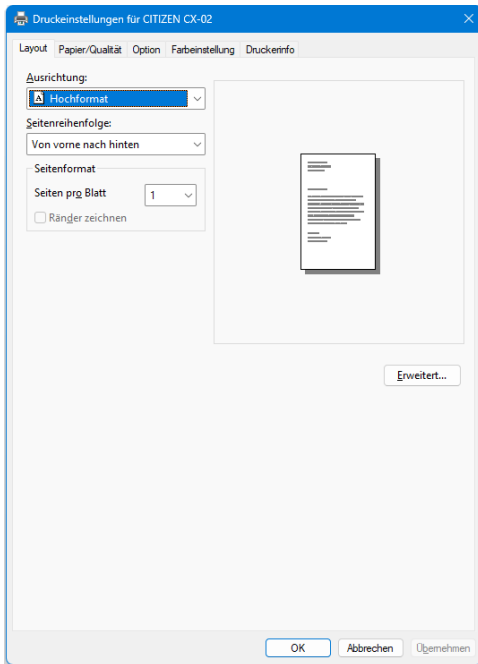 Druckeinstellungen für CITIZEN CX-02
Layout Papier/Qualität Option Farbeinstellung Druckerinfo
Ausrichtung:
A Hochformat
Seitenreihenfolge:
Von vorne nach hinten
Seitenformat
Seiten pro Blatt 1
Ränder zeichnen
Erweitert...
OK Abbrechen Übernehmen